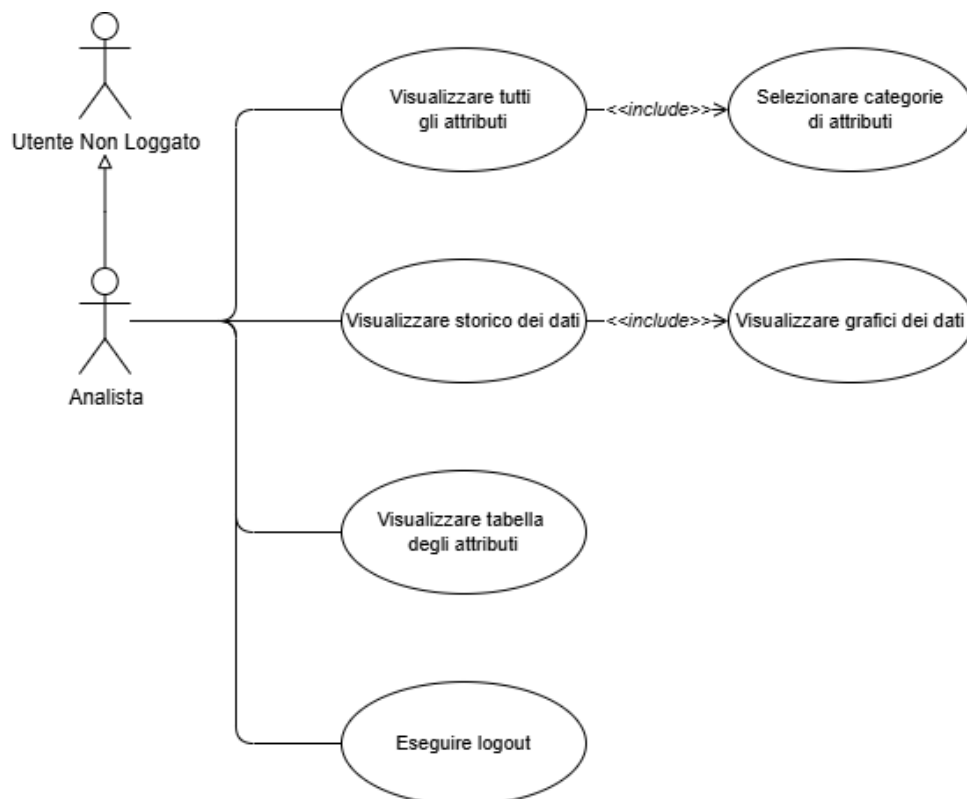 Utente Non Loggato
Analista
Visualizzare tutti
gli attributi
<<include>>
Selezionare categorie
di attributi
Visualizzare storico dei dati
<<include>>
Visualizzare grafici dei dati
Visualizzare tabella
degli attributi
Eseguire logout